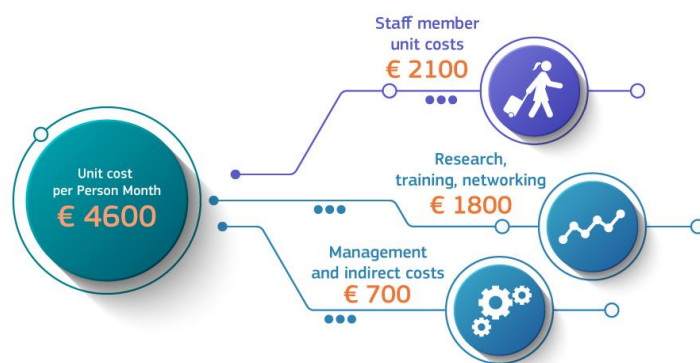 Staff member
unit costs
€ 2100
Unit cost
per Person Month
€ 4600
Research,
training, networking
€ 1800
Management
and indirect costs
€ 700